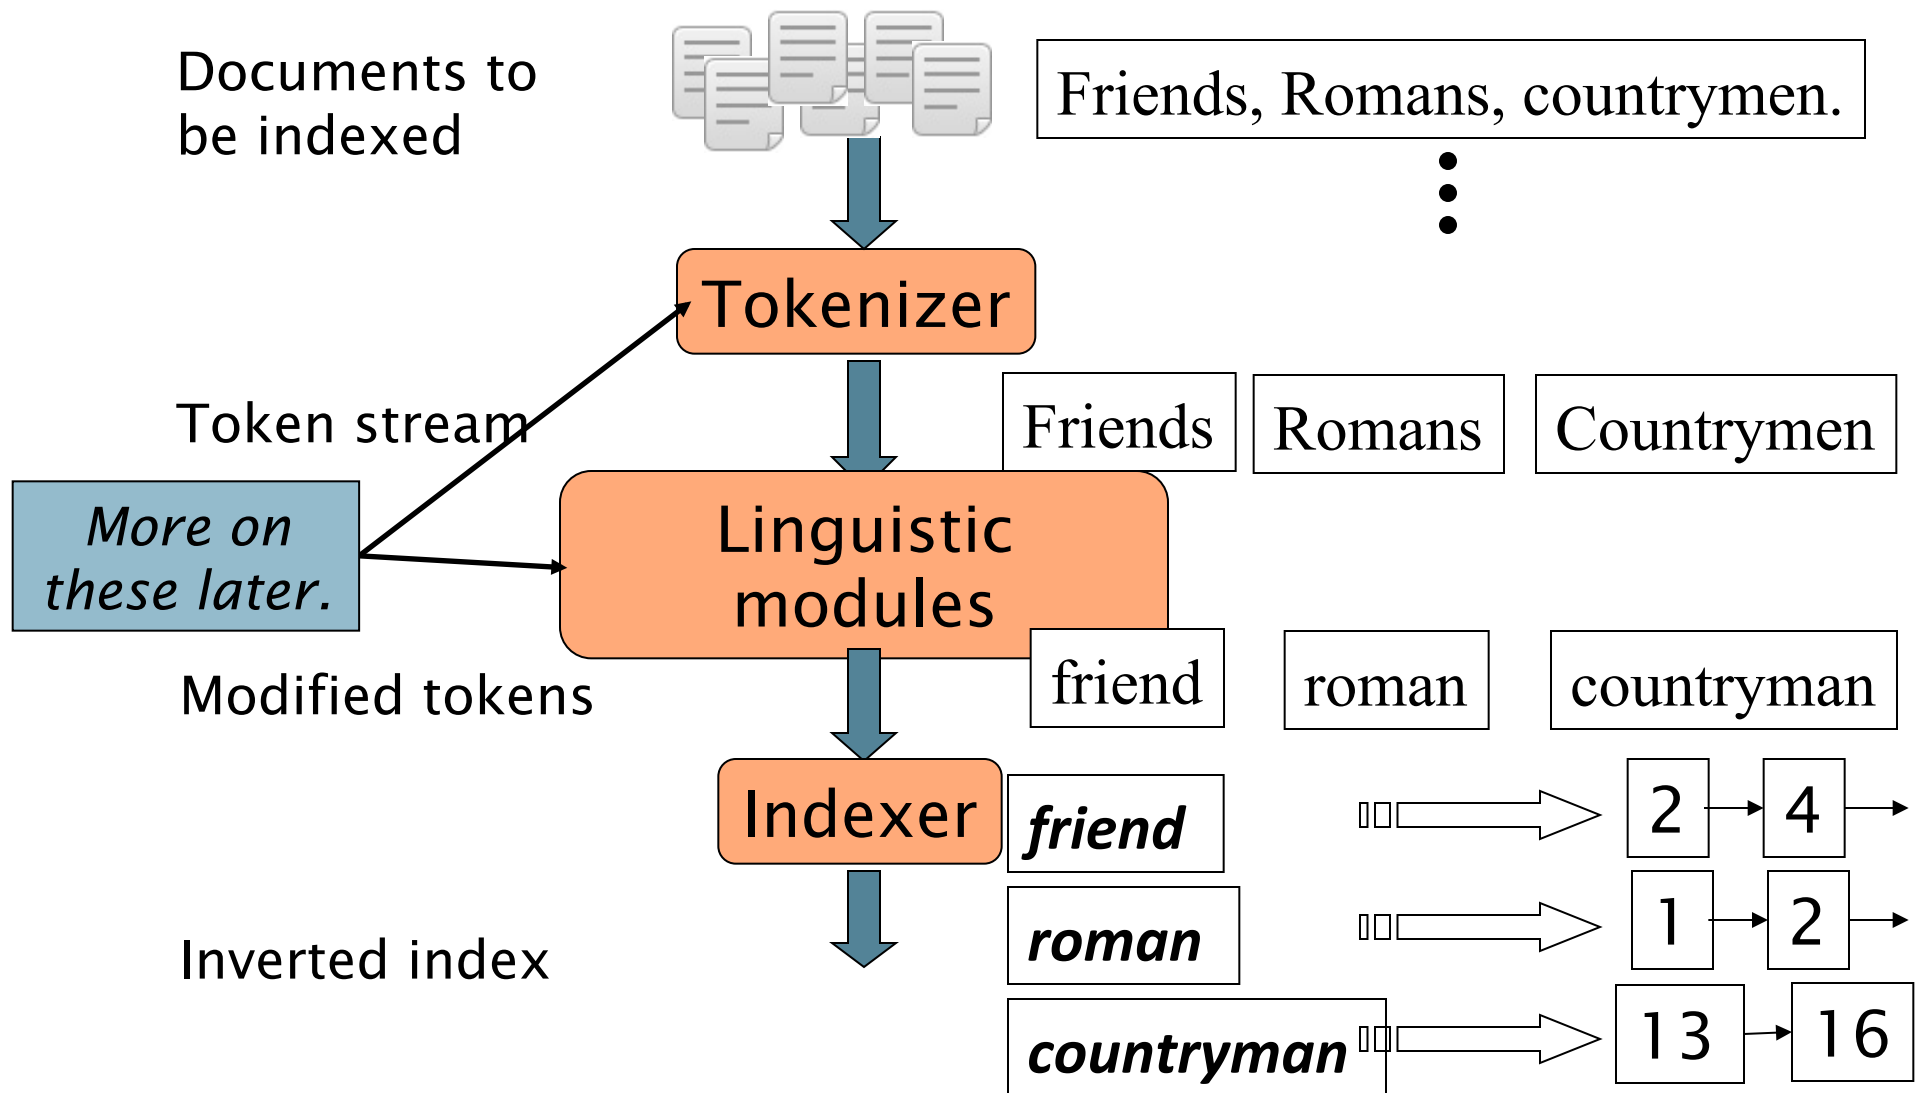 Documents to
be indexed
Friends, Romans, countrymen.
Tokenizer
Token stream
Friends
Romans
Countrymen
More on
these later.
Linguistic
modules
Modified tokens
friend
roman
countryman
Indexer
friend
2
4
roman
1
2
Inverted index
countryman
13
16